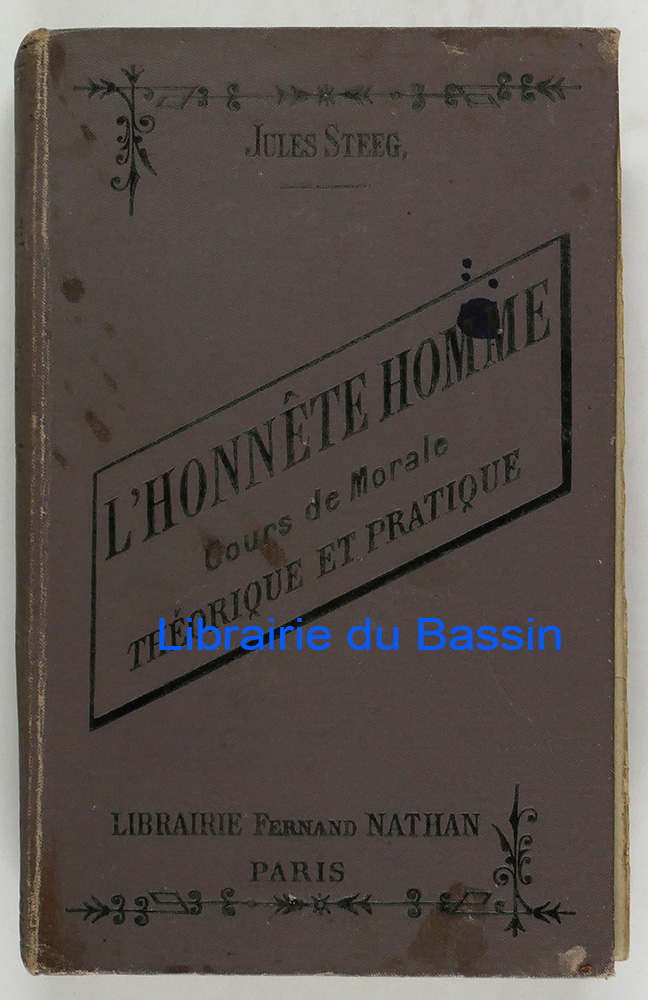 JULES STEEG,
L'HONNÊTE HOMME
Cours de Morale
THÉORIQUE ET PRATIQUE
Librairie du Bassin
LIBRAIRIE FERNAND NATHAN
PARIS